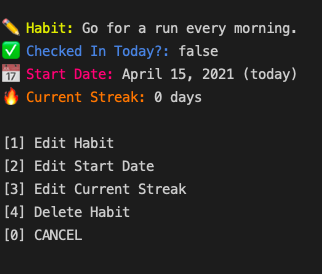 ✏️ Habit: Go for a run every morning.
✅ Checked In Today?: false
📅 Start Date: April 15, 2021 (today)
🔥 Current Streak: 0 days
[1] Edit Habit
[2] Edit Start Date
[3] Edit Current Streak
[4] Delete Habit
[0] CANCEL